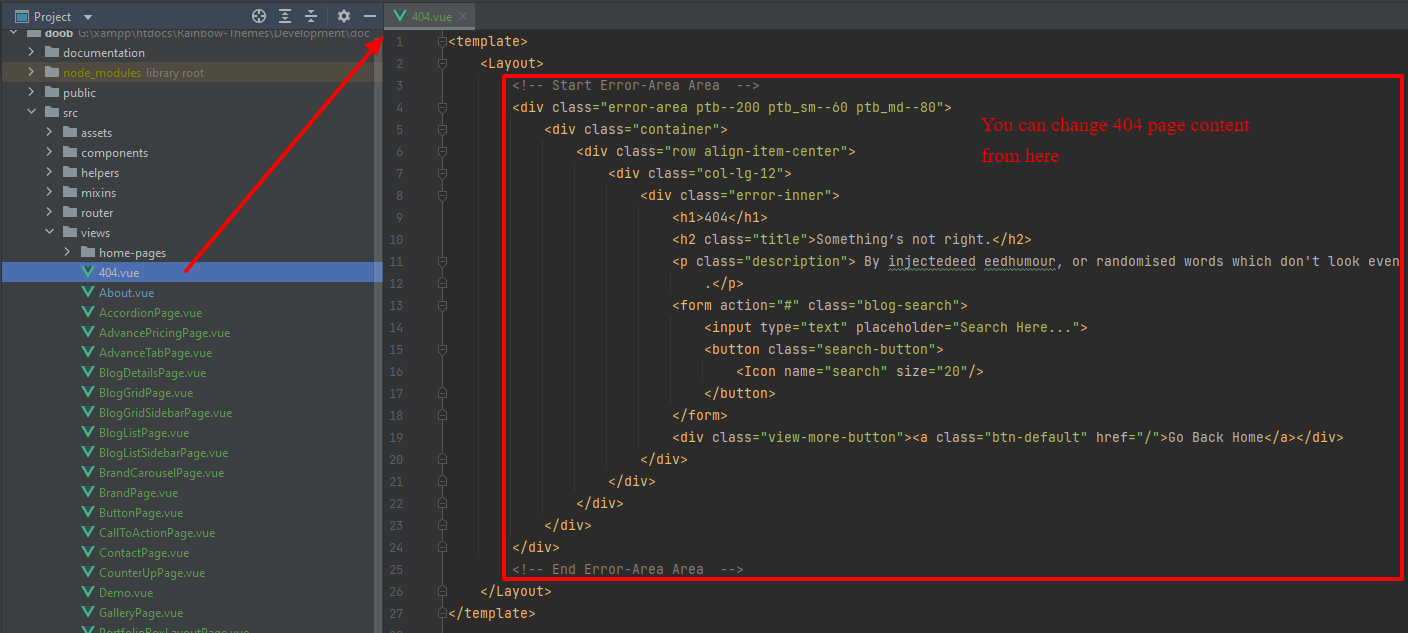 Project
404.vue
doob G:\xampp\htdocs\Rainbow-Themes\Development\doc
documentation
node_modules library root
public
src
assets
components
helpers
mixins
router
views
home-pages
404.vue
About.vue
AccordionPage.vue
AdvancePricingPage.vue
AdvanceTabPage.vue
BlogDetailsPage.vue
BlogGridPage.vue
BlogGridSidebarPage.vue
BlogListPage.vue
BlogListSidebarPage.vue
BrandCarouselPage.vue
BrandPage.vue
ButtonPage.vue
CallToActionPage.vue
ContactPage.vue
CounterUpPage.vue
Demo.vue
GalleryPage.vue
PortfolioBoxLayoutPage.vue
1 <template>
2 <Layout>
3 <!-- Start Error-Area Area  -->
4 <div class="error-area ptb--200 ptb_sm--60 ptb_md--80">
5 <div class="container">
6 <div class="row align-item-center">
7 <div class="col-lg-12">
8 <div class="error-inner">
9 <h1>404</h1>
10 <h2 class="title">Something’s not right.</h2>
11 <p class="description"> By injectedeed eedhumour, or randomised words which don't look even
12 .</p>
13 <form action="#" class="blog-search">
14 <input type="text" placeholder="Search Here...">
15 <button class="search-button">
16 <Icon name="search" size="20"/>
17 </button>
18 </form>
19 <div class="view-more-button"><a class="btn-default" href="/">Go Back Home</a></div>
20 </div>
21 </div>
22 </div>
23 </div>
24 </div>
25 <!-- End Error-Area Area  -->
26 </Layout>
27 </template>
You can change 404 page content
from here